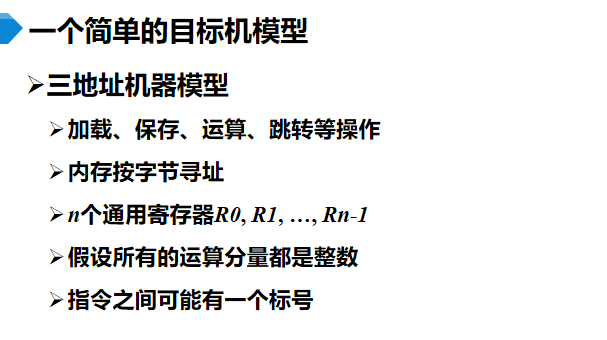 一个简单的目标机模型
三地址机器模型
加载、保存、运算、跳转等操作
内存按字节寻址
n个通用寄存器R0, R1, …, Rn-1
假设所有的运算分量都是整数
指令之间可能有一个标号